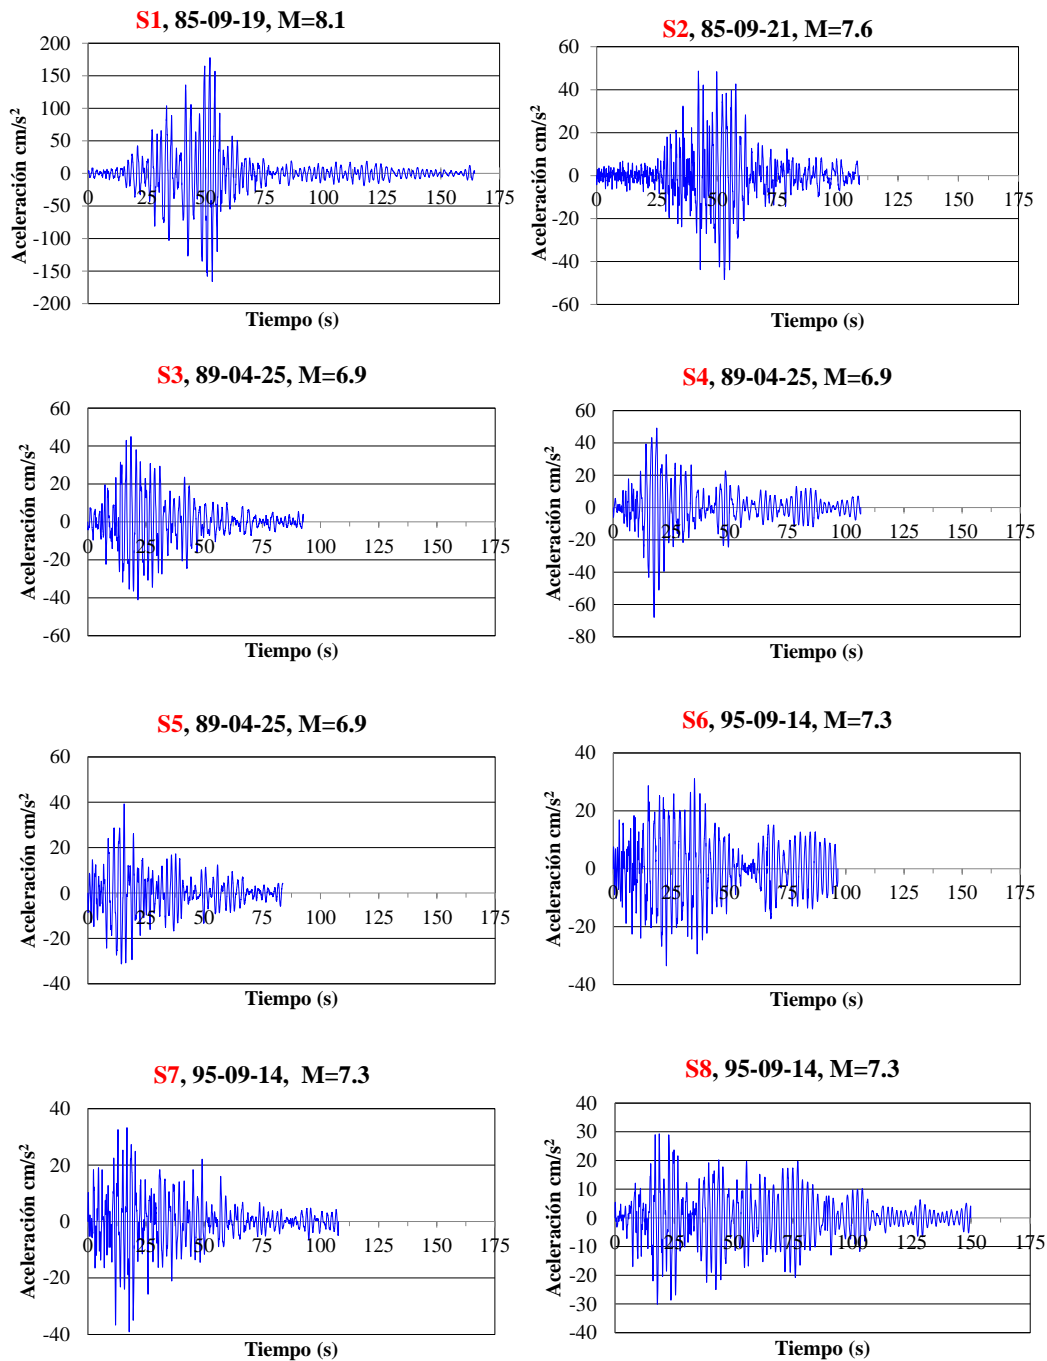 S1, 85-09-19, M=8.1
Aceleración cm/s²
200
150
100
50
0
-50
-100
-150
-200
0 25 50 75 100 125 150 175
Tiempo (s)
S2, 85-09-21, M=7.6
Aceleración cm/s²
60
40
20
0
-20
-40
-60
0 25 50 75 100 125 150 175
Tiempo (s)
S3, 89-04-25, M=6.9
Aceleración cm/s²
60
40
20
0
-20
-40
-60
0 25 50 75 100 125 150 175
Tiempo (s)
S4, 89-04-25, M=6.9
Aceleración cm/s²
60
40
20
0
-20
-40
-60
-80
0 25 50 75 100 125 150 175
Tiempo (s)
S5, 89-04-25, M=6.9
Aceleración cm/s²
60
40
20
0
-20
-40
0 25 50 75 100 125 150 175
Tiempo (s)
S6, 95-09-14, M=7.3
Aceleración cm/s²
40
20
0
-20
-40
0 25 50 75 100 125 150 175
Tiempo (s)
S7, 95-09-14, M=7.3
Aceleración cm/s²
40
20
0
-20
-40
0 25 50 75 100 125 150 175
Tiempo (s)
S8, 95-09-14, M=7.3
Aceleración cm/s²
40
30
20
10
0
-10
-20
-30
-40
0 25 50 75 100 125 150 175
Tiempo (s)